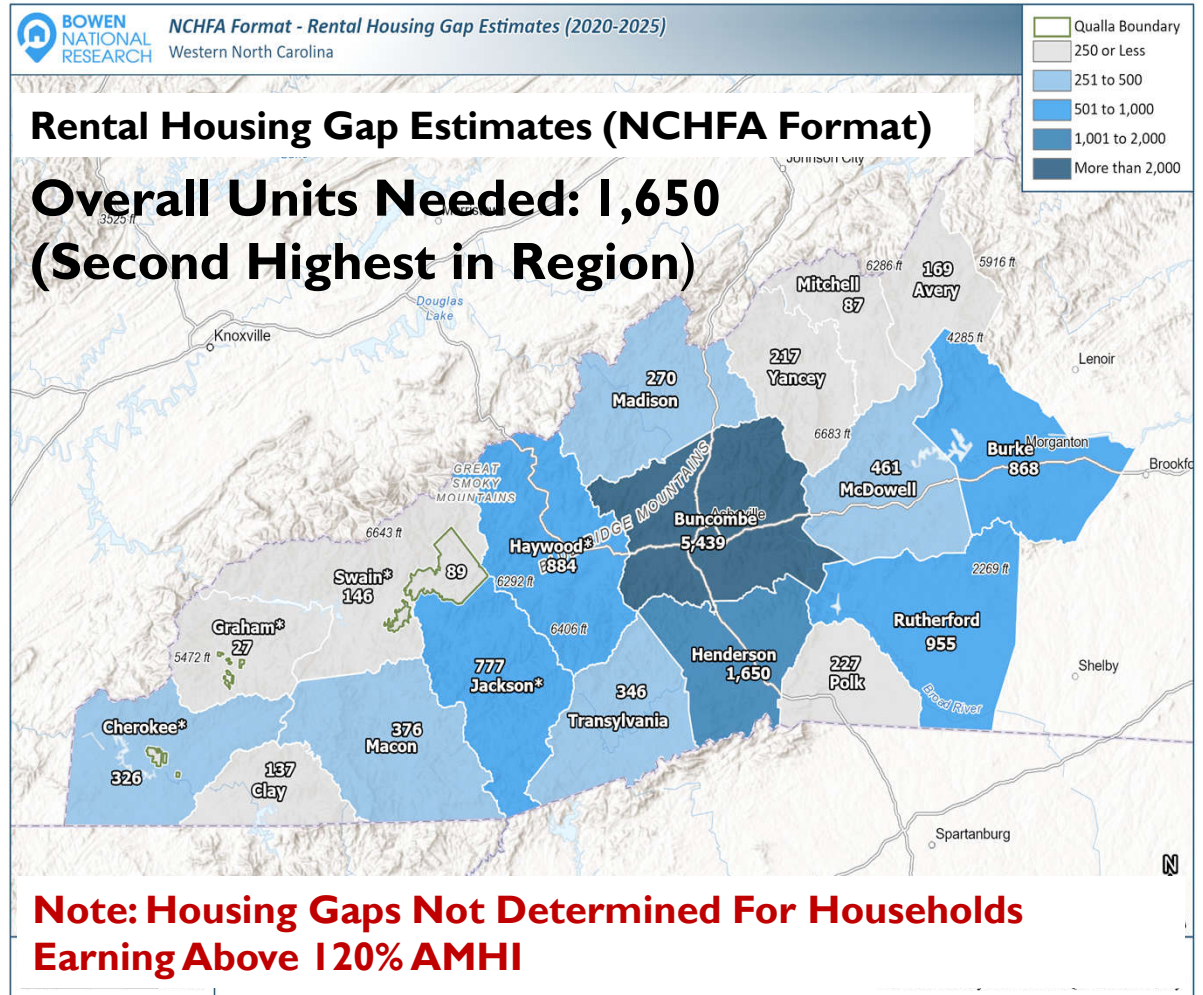 BOWEN
NATIONAL
RESEARCH
NCHFA Format - Rental Housing Gap Estimates (2020-2025)
Western North Carolina
Qualla Boundary
250 or Less
251 to 500
501 to 1,000
1,001 to 2,000
More than 2,000
Rental Housing Gap Estimates (NCHFA Format)
Johnson City
Overall Units Needed: 1,650
(Second Highest in Region)
3525 ft
Douglas
Lake
Knoxville
6286 ft
5916 ft
169
Avery
Mitchell
87
4285 ft
Lenoir
217
Yancey
270
Madison
6683 ft
Burke
868
Morganton
461
McDowell
GREAT
SMOKY
MOUNTAINS
RIDGE MOUNTAINS
Buncombe
5,439
6643 ft
Haywood*
884
6292 ft
89
Swain*
146
2269 ft
Graham*
27
5472 ft
6406 ft
Rutherford
955
Henderson
1,650
227
Polk
Shelby
777
Jackson*
346
Transylvania
Broad River
Cherokee*
326
376
Macon
137
Clay
Spartanburg
N
Note: Housing Gaps Not Determined For Households
Earning Above 120% AMHI